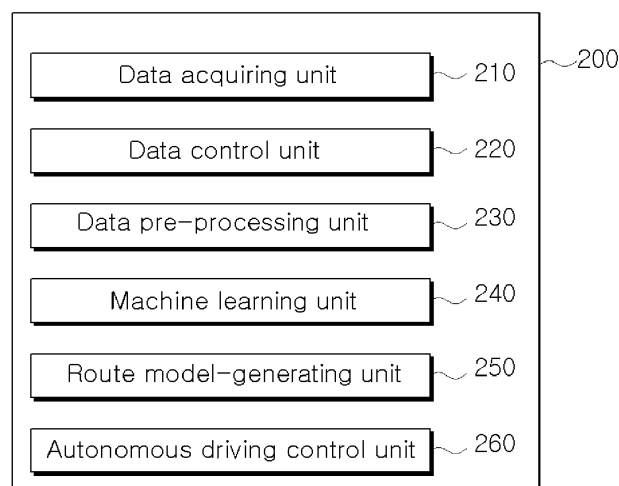 200
Data acquiring unit 210
Data control unit 220
Data pre-processing unit 230
Machine learning unit 240
Route model-generating unit 250
Autonomous driving control unit 260